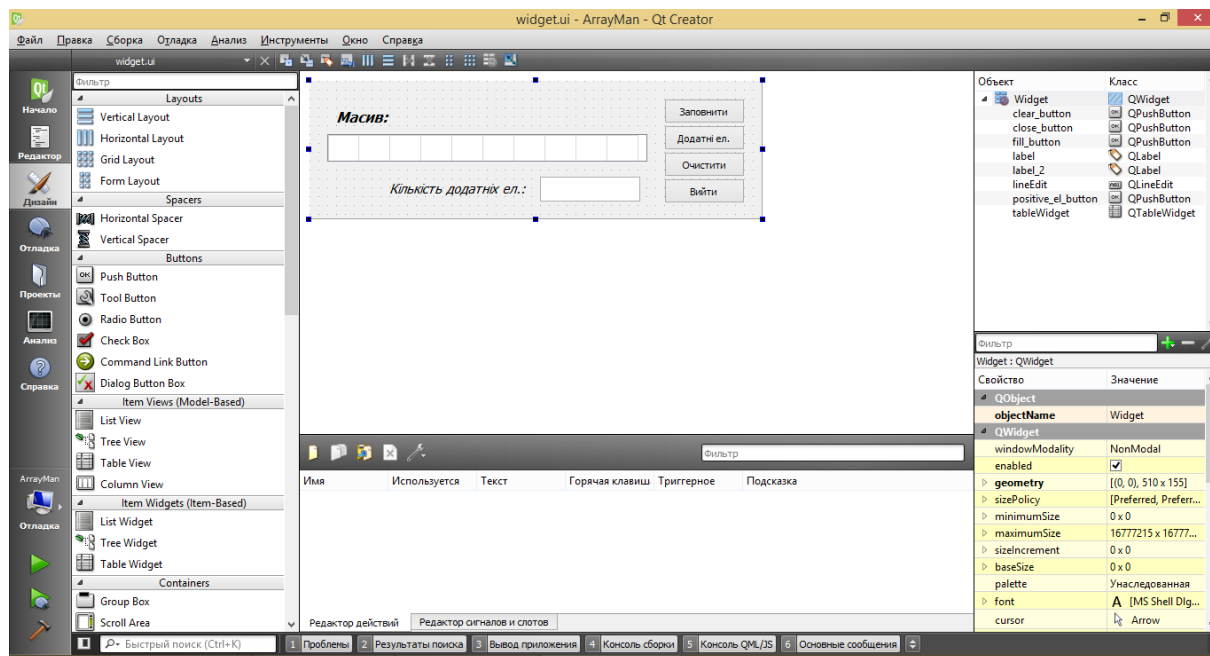 widget.ui - ArrayMan - Qt Creator
Файл Правка Сборка Отладка Анализ Инструменты Окно Справка
widget.ui
Фильтр
Layouts
Vertical Layout
Horizontal Layout
Grid Layout
Form Layout
Spacers
Horizontal Spacer
Vertical Spacer
Buttons
Push Button
Tool Button
Radio Button
Check Box
Command Link Button
Dialog Button Box
Item Views (Model-Based)
List View
Tree View
Table View
Column View
Item Widgets (Item-Based)
List Widget
Tree Widget
Table Widget
Containers
Group Box
Scroll Area
Начало
Редактор
Дизайн
Отладка
Проекты
Анализ
Справка
ArrayMan
Отладка
Масив:
Кількість додатніх ел.:
Заповнити
Додатні ел.
Очистити
Вийти
Объект Класс
Widget QWidget
clear_button QPushButton
close_button QPushButton
fill_button QPushButton
label QLabel
label_2 QLabel
lineEdit QLineEdit
positive_el_button QPushButton
tableWidget QTableWidget
Фильтр
Widget : QWidget
Свойство Значение
QObject
objectName Widget
QWidget
windowModality NonModal
enabled
geometry [(0, 0), 510 x 155]
sizePolicy [Preferred, Preferr...
minimumSize 0 x 0
maximumSize 16777215 x 16777...
sizeIncrement 0 x 0
baseSize 0 x 0
palette Унаследованная
font A [MS Shell Dlg...
cursor Arrow
Фильтр
Имя Используется Текст Горячая клавиш Триггерное Подсказка
Редактор действий Редактор сигналов и слотов
Быстрый поиск (Ctrl+K) 1 Проблемы 2 Результаты поиска 3 Вывод приложения 4 Консоль сборки 5 Консоль QML/JS 6 Основные сообщения